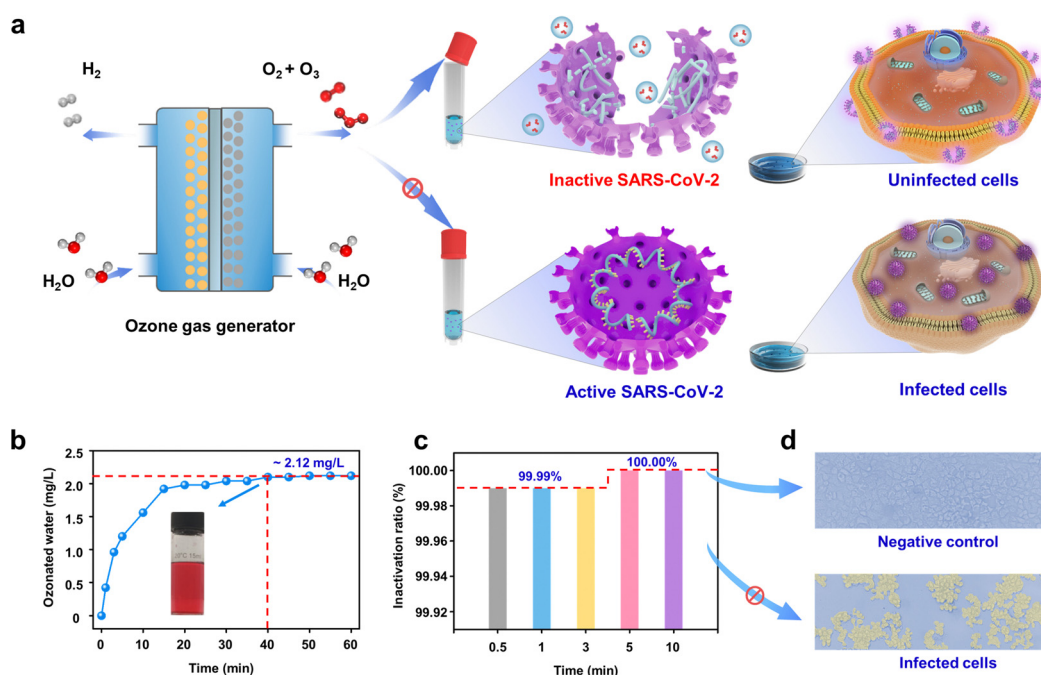 a
H2
O2 + O3
H2O
H2O
Ozone gas generator
Inactive SARS-CoV-2
Uninfected cells
Active SARS-CoV-2
Infected cells
b
Ozonated water (mg/L)
2.5
2.0
1.5
1.0
0.5
0
~ 2.12 mg/L
0 10 20 30 40 50 60
Time (min)
c
Inactivation ratio (%)
100.00
99.98
99.96
99.94
99.92
99.99%
100.00%
0.5 1 3 5 10
Time (min)
d
Negative control
Infected cells